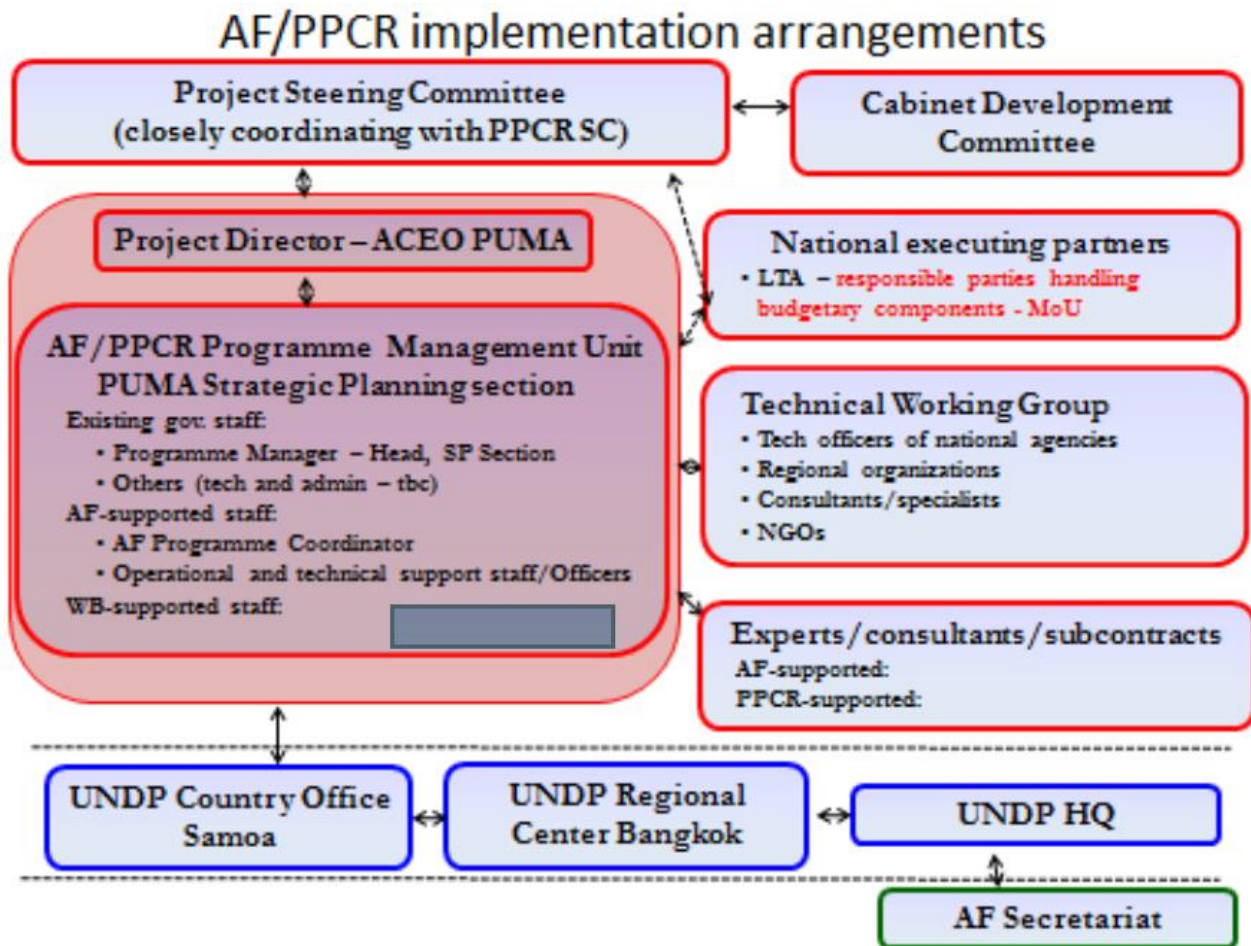 AF/PPCR implementation arrangements
Project Steering Committee
(closely coordinating with PPCR SC)
Cabinet Development
Committee
Project Director – ACEO PUMA
National executing partners
• LTA – responsible parties handling
budgetary components - MoU
AF/PPCR Programme Management Unit
PUMA Strategic Planning section
Existing gov. staff:
• Programme Manager – Head, SP Section
• Others (tech and admin – tbc)
AF-supported staff:
• AF Programme Coordinator
• Operational and technical support staff/Officers
WB-supported staff:
Technical Working Group
• Tech officers of national agencies
• Regional organizations
• Consultants/specialists
• NGOs
Experts/consultants/subcontracts
AF-supported:
PPCR-supported:
UNDP Country Office
Samoa
UNDP Regional
Center Bangkok
UNDP HQ
AF Secretariat